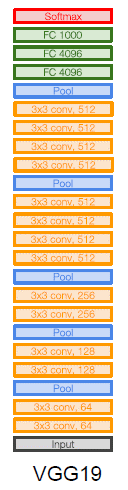 Softmax
FC 1000
FC 4096
FC 4096
Pool
3x3 conv, 512
3x3 conv, 512
3x3 conv, 512
3x3 conv, 512
Pool
3x3 conv, 512
3x3 conv, 512
3x3 conv, 512
3x3 conv, 512
Pool
3x3 conv, 256
3x3 conv, 256
Pool
3x3 conv, 128
3x3 conv, 128
Pool
3x3 conv, 64
3x3 conv, 64
Input
VGG19